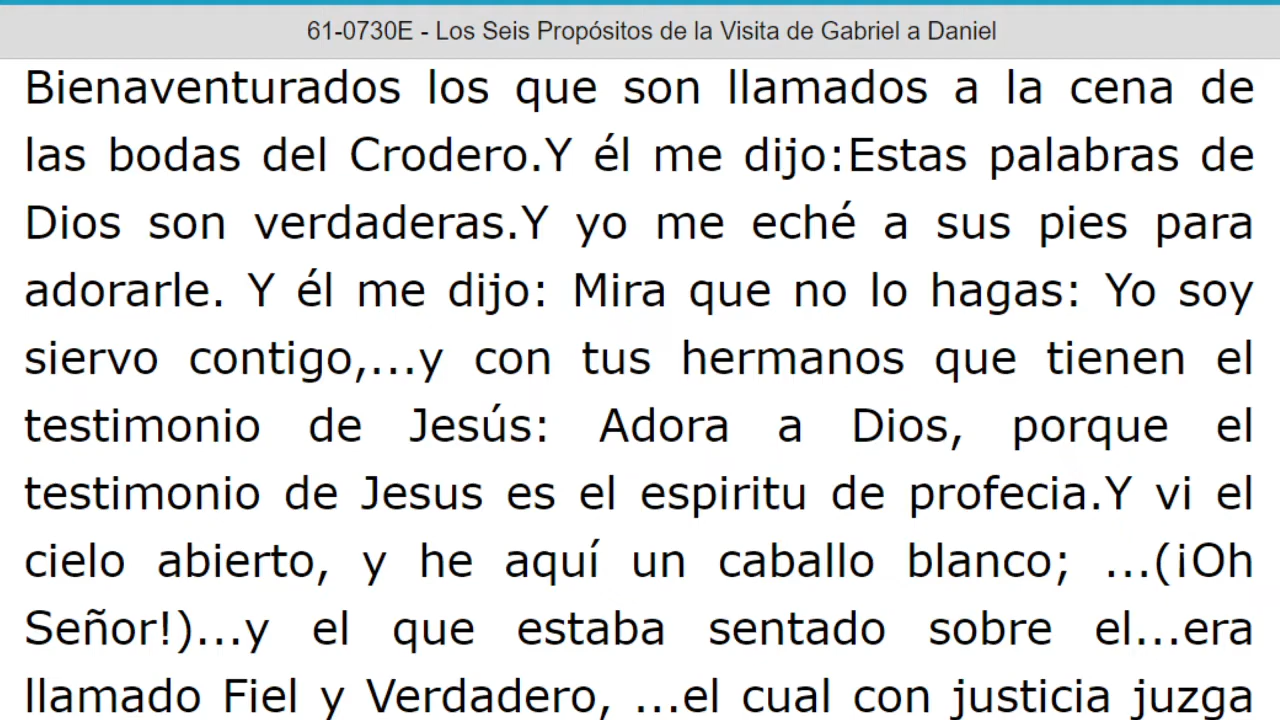 61-0730E - Los Seis Propósitos de la Visita de Gabriel a Daniel
Bienaventurados los que son llamados a la cena de
las bodas del Crodero.Y él me dijo:Estas palabras de
Dios son verdaderas.Y yo me eché a sus pies para
adorarle. Y él me dijo: Mira que no lo hagas: Yo soy
siervo contigo,...y con tus hermanos que tienen el
testimonio de Jesús: Adora a Dios, porque el
testimonio de Jesus es el espiritu de profecia.Y vi el
cielo abierto, y he aquí un caballo blanco; ...(¡Oh
Señor!)...y el que estaba sentado sobre el...era
llamado Fiel y Verdadero, ...el cual con justicia juzga